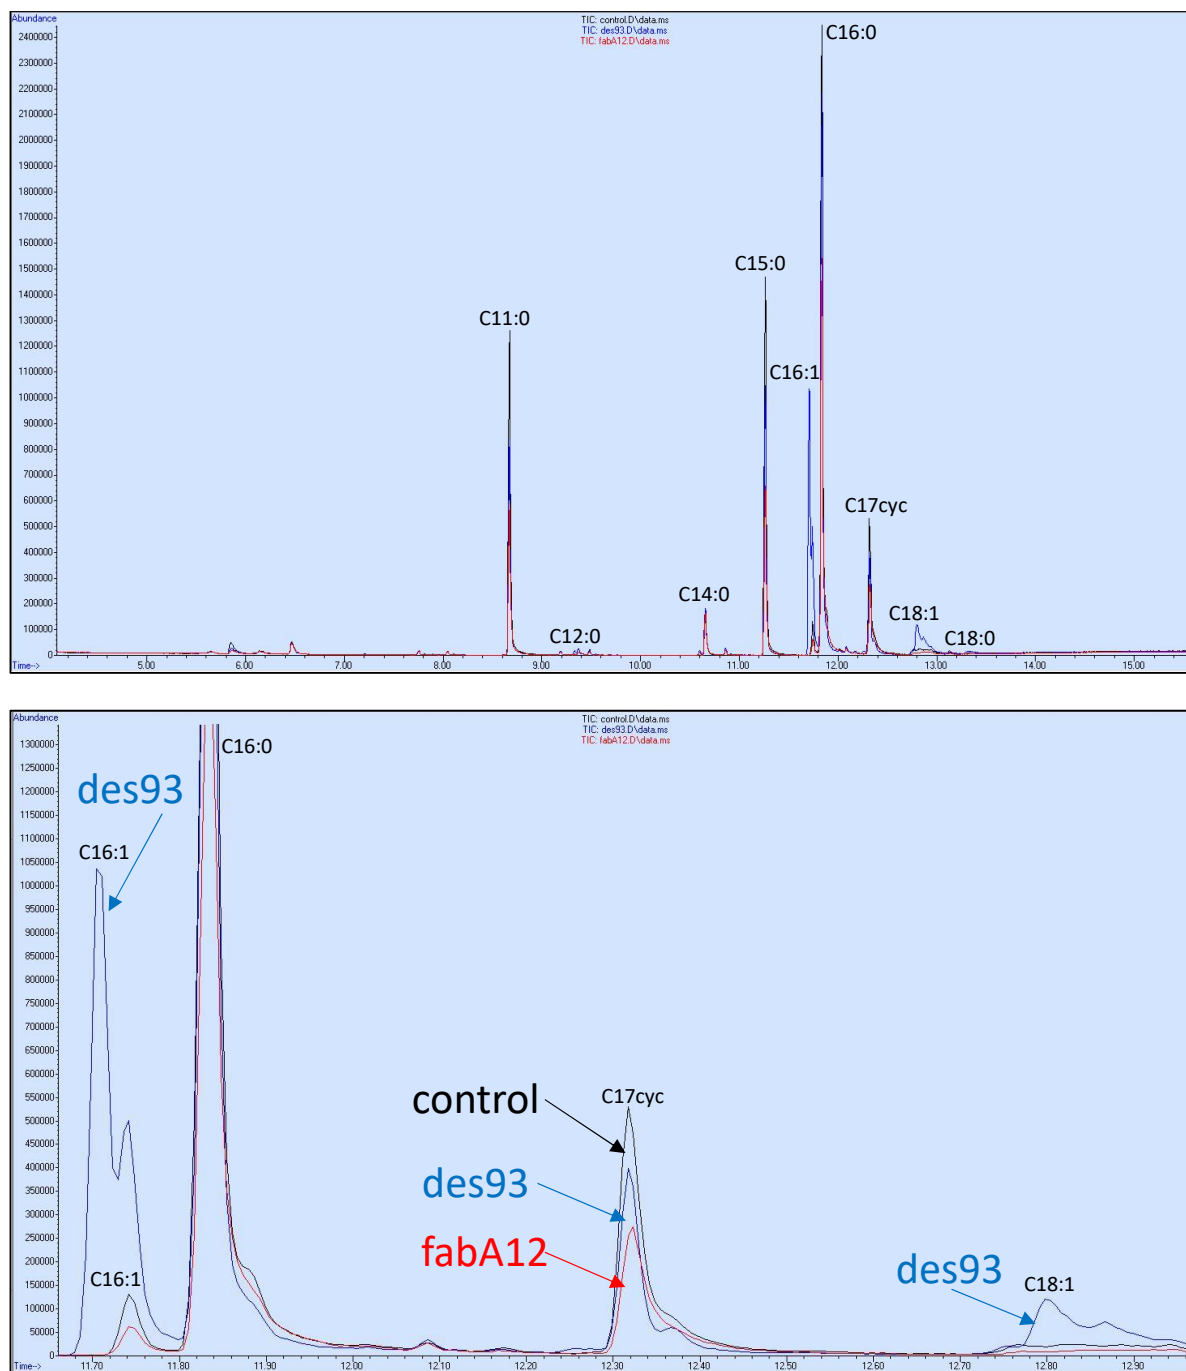 Abundance
TIC: control.D\data.ms
TIC: des93.D\data.ms
TIC: fabA12.D\data.ms
2400000
2300000
2200000
2100000
2000000
1900000
1800000
1700000
1600000
1500000
1400000
1300000
1200000
1100000
1000000
900000
800000
700000
600000
500000
400000
300000
200000
100000
0
Time-->
5.00
6.00
7.00
8.00
9.00
10.00
11.00
12.00
13.00
14.00
15.00
C16:0
C15:0
C11:0
C16:1
C17cyc
C14:0
C12:0
C18:1
C18:0
Abundance
TIC: control.D\data.ms
TIC: des93.D\data.ms
TIC: fabA12.D\data.ms
1300000
1250000
1200000
1150000
1100000
1050000
1000000
950000
900000
850000
800000
750000
700000
650000
600000
550000
500000
450000
400000
350000
300000
250000
200000
150000
100000
50000
0
Time-->
11.70
11.80
11.90
12.00
12.10
12.20
12.30
12.40
12.50
12.60
12.70
12.80
12.90
C16:0
des93
C16:1
C17cyc
control
des93
fabA12
C16:1
des93
C18:1